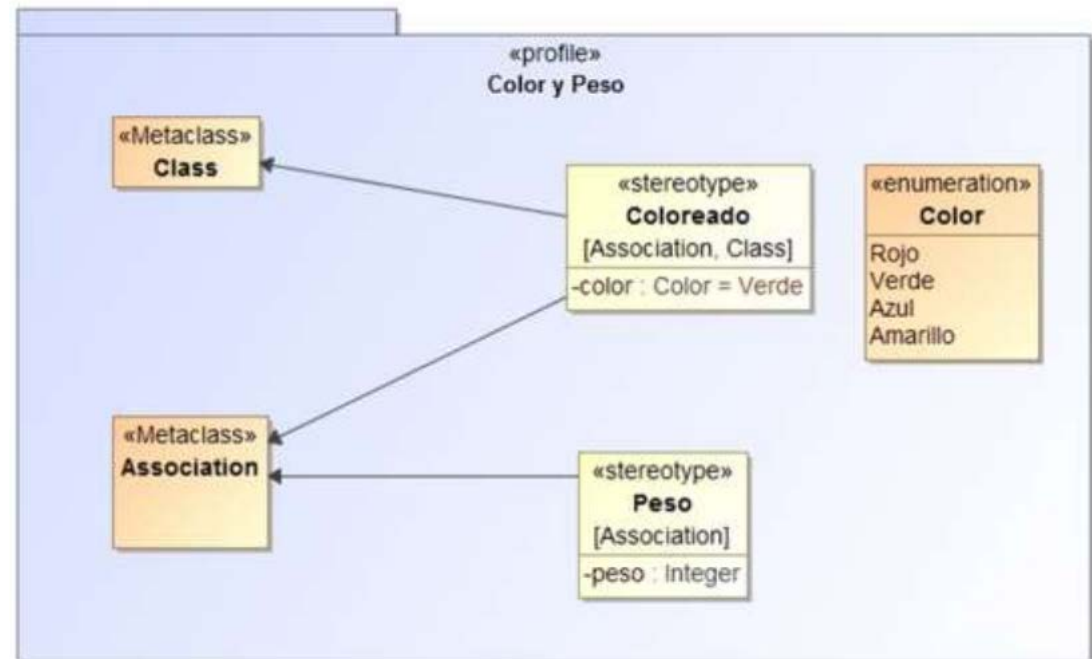 «profile»
Color y Peso
«Metaclass»
Class
«stereotype»
Coloreado
[Association, Class]
-color : Color = Verde
«enumeration»
Color
Rojo
Verde
Azul
Amarillo
«Metaclass»
Association
«stereotype»
Peso
[Association]
-peso : Integer